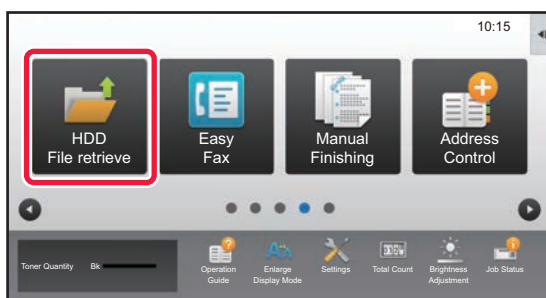 10:15
HDD
File retrieve
Easy
Fax
Manual
Finishing
Address
Control
Toner Quantity Bk
Operation
Guide
Enlarge
Display Mode
Settings
Total Count
Brightness
Adjustment
Job Status